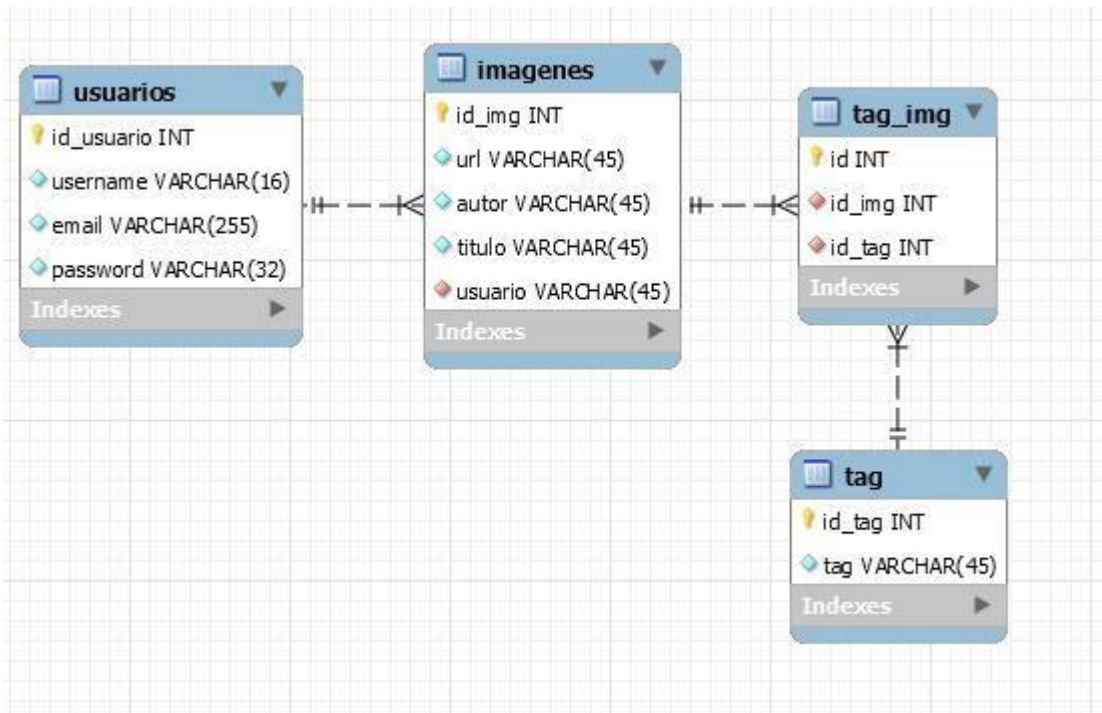 usuarios
id_usuario INT
username VARCHAR(16)
email VARCHAR(255)
password VARCHAR(32)
Indexes
imagenes
id_img INT
url VARCHAR(45)
autor VARCHAR(45)
titulo VARCHAR(45)
usuario VARCHAR(45)
Indexes
tag_img
id INT
id_img INT
id_tag INT
Indexes
tag
id_tag INT
tag VARCHAR(45)
Indexes